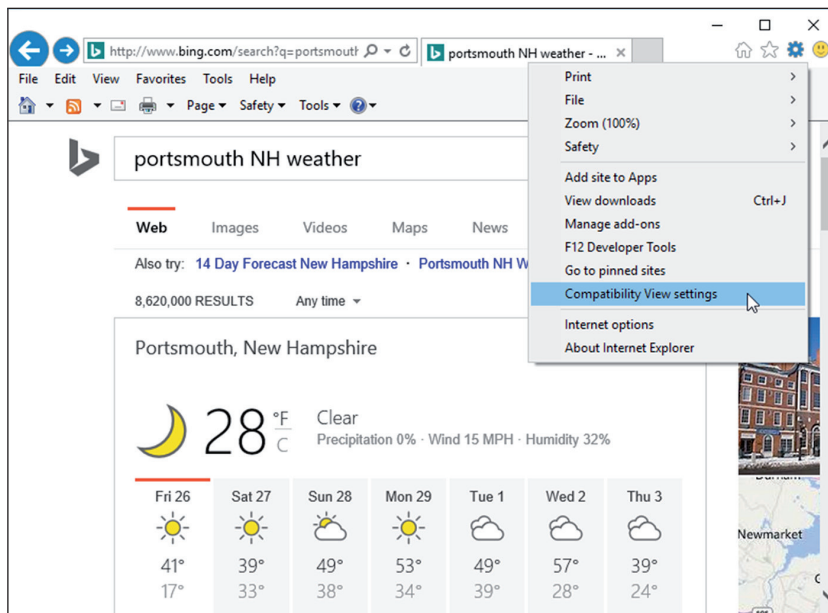 http://www.bing.com/search?q=portsmouth
portsmouth NH weather - ...
File Edit View Favorites Tools Help
Page Safety Tools
portsmouth NH weather
Web Images Videos Maps News
Also try: 14 Day Forecast New Hampshire · Portsmouth NH W
8,620,000 RESULTS Any time
Print
File
Zoom (100%)
Safety
Add site to Apps
View downloads Ctrl+J
Manage add-ons
F12 Developer Tools
Go to pinned sites
Compatibility View settings
Internet options
About Internet Explorer
Portsmouth, New Hampshire
28 °F
C
Clear
Precipitation 0% · Wind 15 MPH · Humidity 32%
Fri 26 Sat 27 Sun 28 Mon 29 Tue 1 Wed 2 Thu 3
41° 39° 49° 53° 49° 57° 39°
17° 33° 38° 34° 39° 28° 24°
Durham
Newmarket